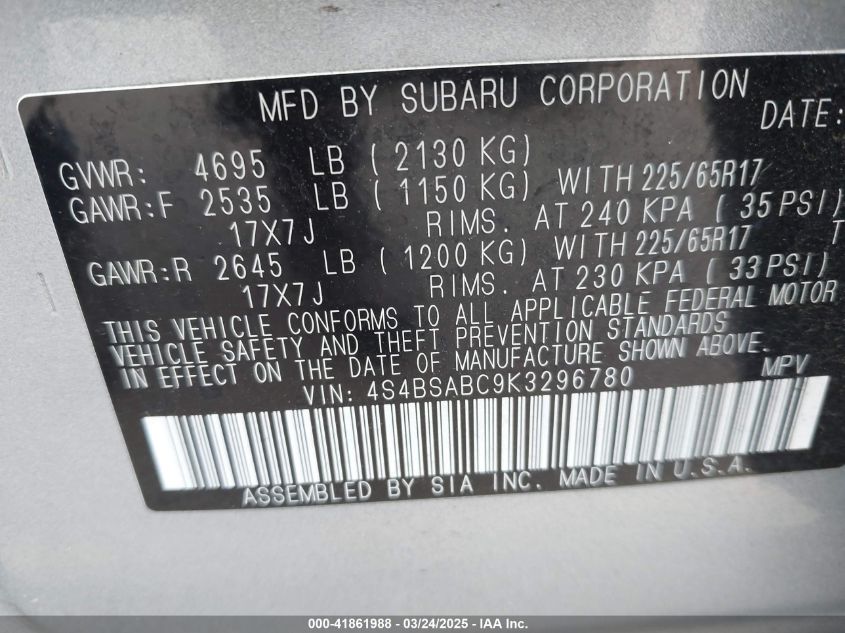 MFD BY SUBARU CORPORATION
DATE:
GVWR: 4695 LB ( 2130 KG)
GAWR:F 2535 LB ( 1150 KG) WITH 225/65R17
17X7J RIMS. AT 240 KPA ( 35 PSI)
GAWR:R 2645 LB ( 1200 KG) WITH 225/65R17 T
17X7J RIMS. AT 230 KPA ( 33 PSI)
THIS VEHICLE CONFORMS TO ALL APPLICABLE FEDERAL MOTOR
VEHICLE SAFETY AND THEFT PREVENTION STANDARDS
IN EFFECT ON THE DATE OF MANUFACTURE SHOWN ABOVE.
VIN: 4S4BSABC9K3296780 MPV
ASSEMBLED BY SIA INC. MADE IN U.S.A.
000-41861988 - 03/24/2025 - IAA Inc.